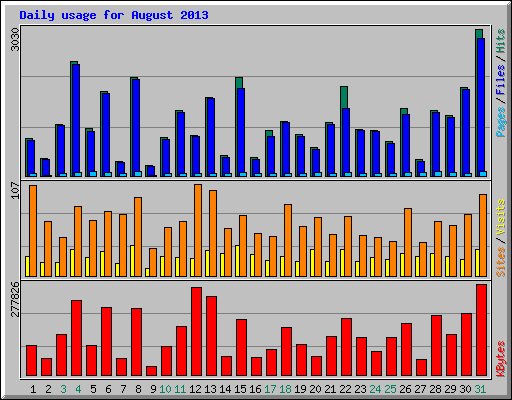 Daily usage for August 2013
3030
Pages / Files / Hits
107
Sites / Visits
277826
KBytes
1 2 3 4 5 6 7 8 9 10 11 12 13 14 15 16 17 18 19 20 21 22 23 24 25 26 27 28 29 30 31